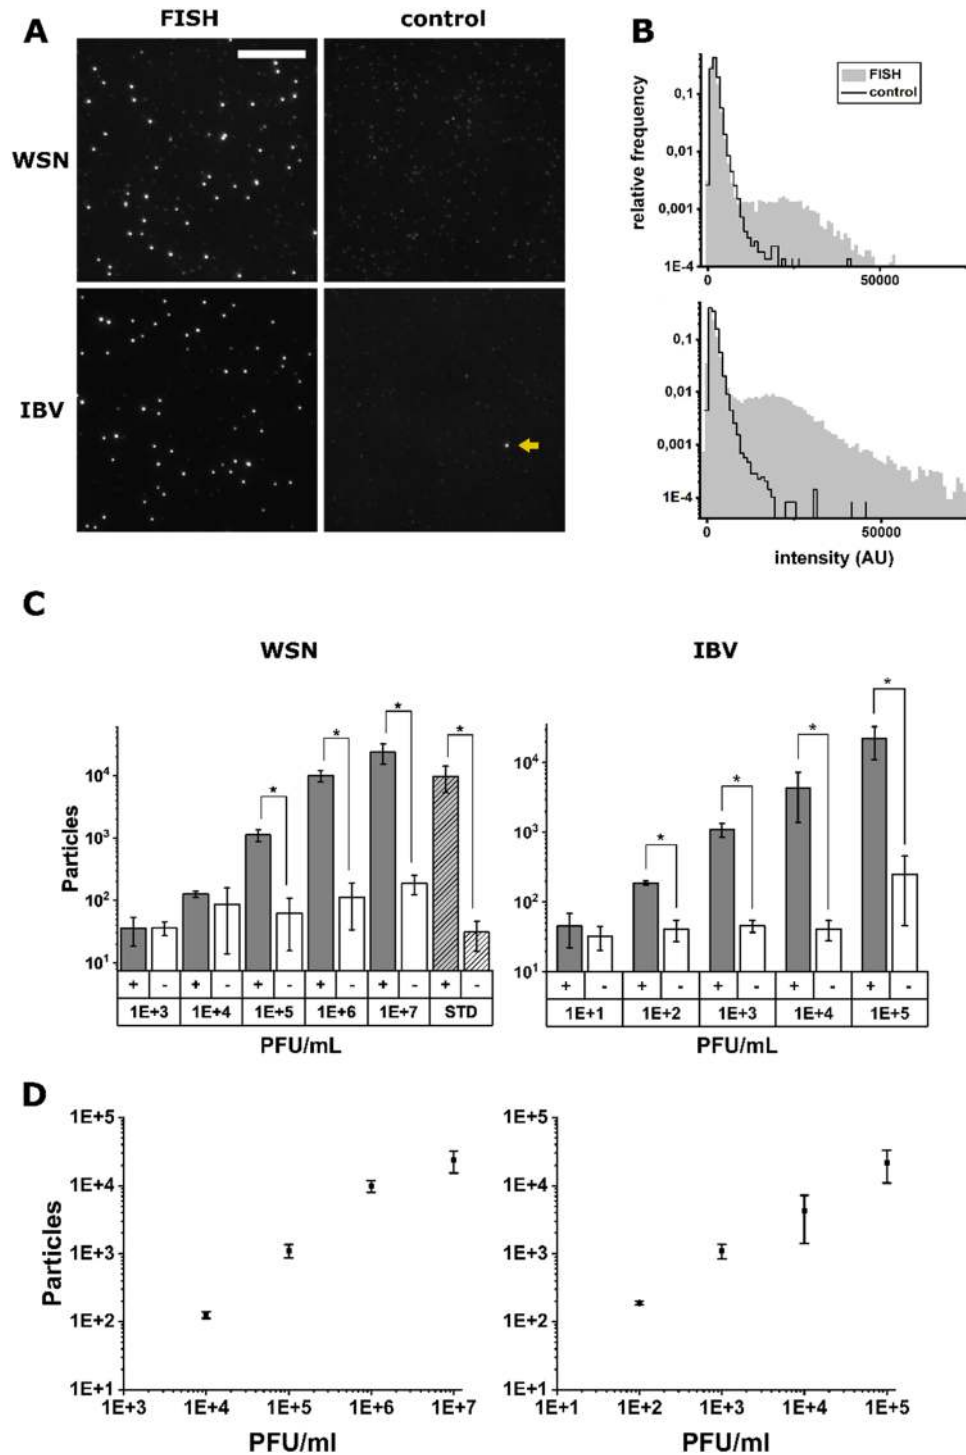 A
FISH
control
WSN
IBV
B
FISH
control
relative frequency
0,1
0,01
0,001
1E-4
0
50000
0,1
0,01
0,001
1E-4
0
50000
intensity (AU)
C
WSN
IBV
Particles
10⁴
10³
10²
10¹
* * * *
+ - + - + - + - + - + -
1E+3 1E+4 1E+5 1E+6 1E+7 STD
PFU/mL
10⁴
10³
10²
10¹
* * * *
+ - + - + - + - + -
1E+1 1E+2 1E+3 1E+4 1E+5
PFU/mL
D
Particles
1E+5
1E+4
1E+3
1E+2
1E+1
1E+3 1E+4 1E+5 1E+6 1E+7
PFU/ml
1E+5
1E+4
1E+3
1E+2
1E+1
1E+1 1E+2 1E+3 1E+4 1E+5
PFU/ml